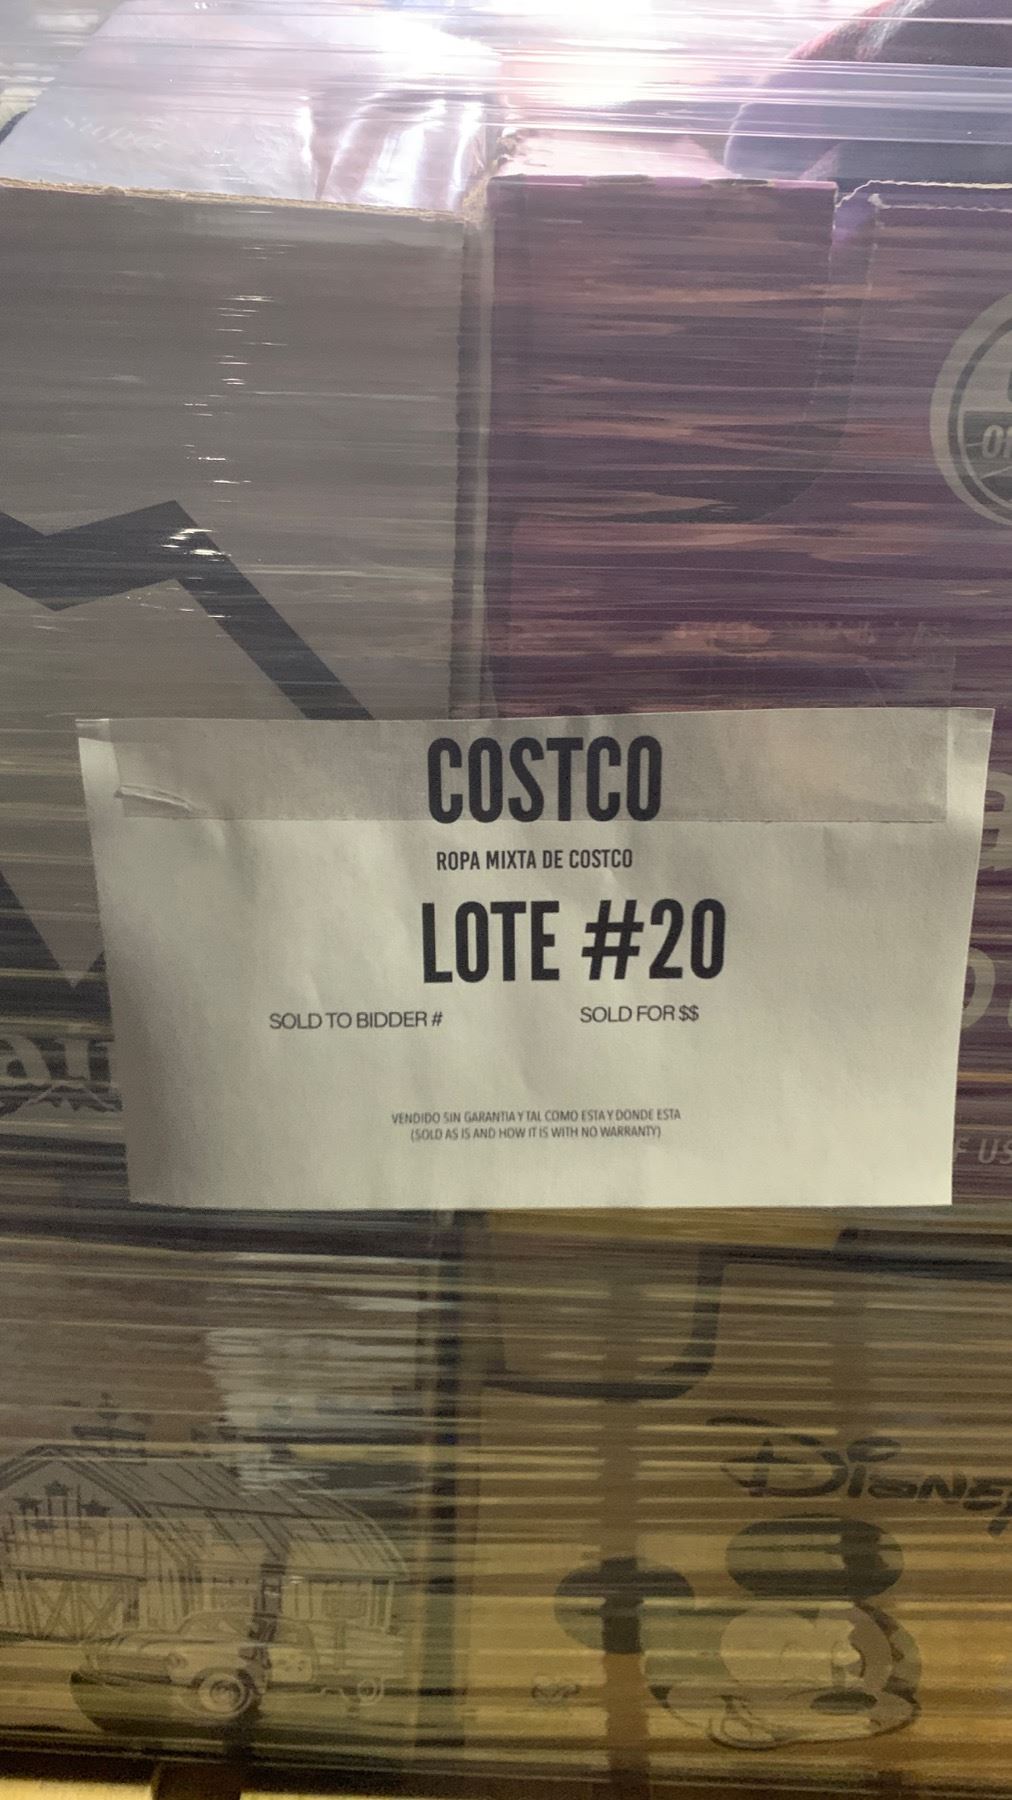 COSTCO
ROPA MIXTA DE COSTCO
LOTE #20
SOLD TO BIDDER # SOLD FOR $$
VENDIDO SIN GARANTIA Y TAL COMO ESTA Y DONDE ESTA
(SOLD AS IS AND HOW IT IS WITH NO WARRANTY)
DISNEY